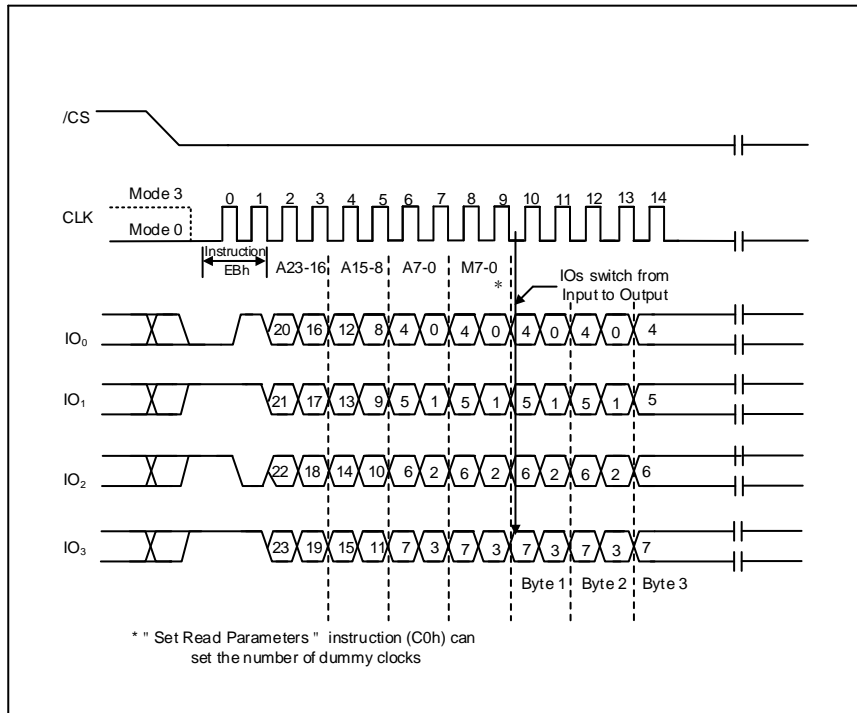 /CS
Mode 3
0 1 2 3 4 5 6 7 8 9 10 11 12 13 14
CLK
Mode 0
Instruction
EBh
A23-16 A15-8 A7-0 M7-0
*
IOs switch from
Input to Output
IO₀
20 16 12 8 4 0 4 0 4 0 4 0 4
IO₁
21 17 13 9 5 1 5 1 5 1 5 1 5
IO₂
22 18 14 10 6 2 6 2 6 2 6 2 6
IO₃
23 19 15 11 7 3 7 3 7 3 7 3 7
Byte 1 Byte 2 Byte 3
* " Set Read Parameters " instruction (C0h) can
set the number of dummy clocks